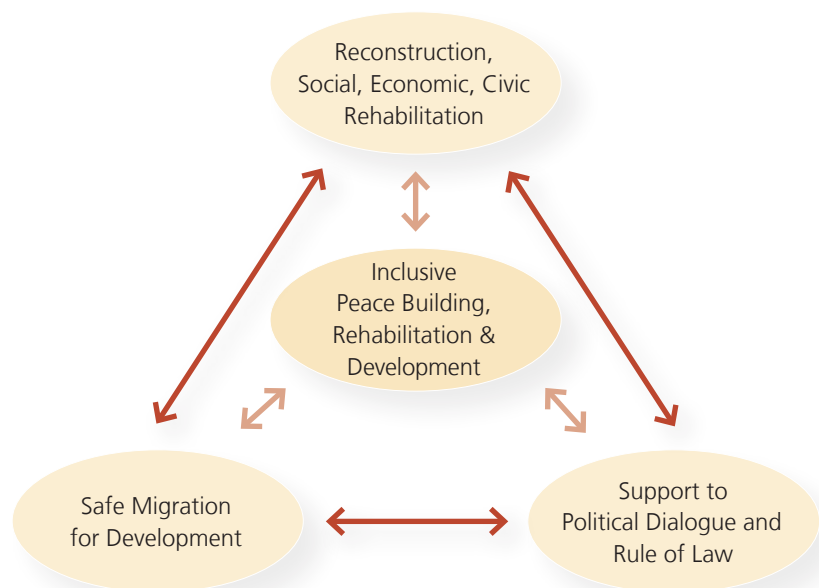 Reconstruction,
Social, Economic, Civic
Rehabilitation
Inclusive
Peace Building,
Rehabilitation &
Development
Safe Migration
for Development
Support to
Political Dialogue and
Rule of Law